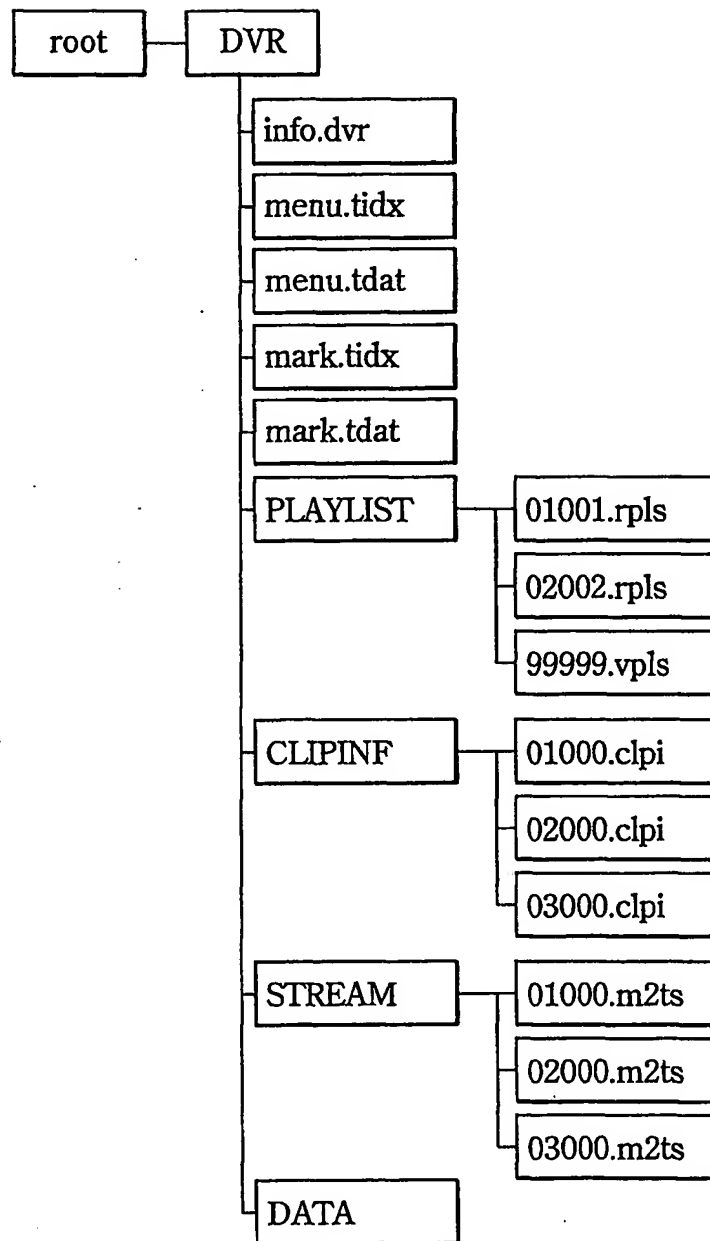 root
DVR
info.dvr
menu.tidx
menu.tdat
mark.tidx
mark.tdat
PLAYLIST
01001.rpls
02002.rpls
99999.vpls
CLIPINF
01000.clpi
02000.clpi
03000.clpi
STREAM
01000.m2ts
02000.m2ts
03000.m2ts
DATA